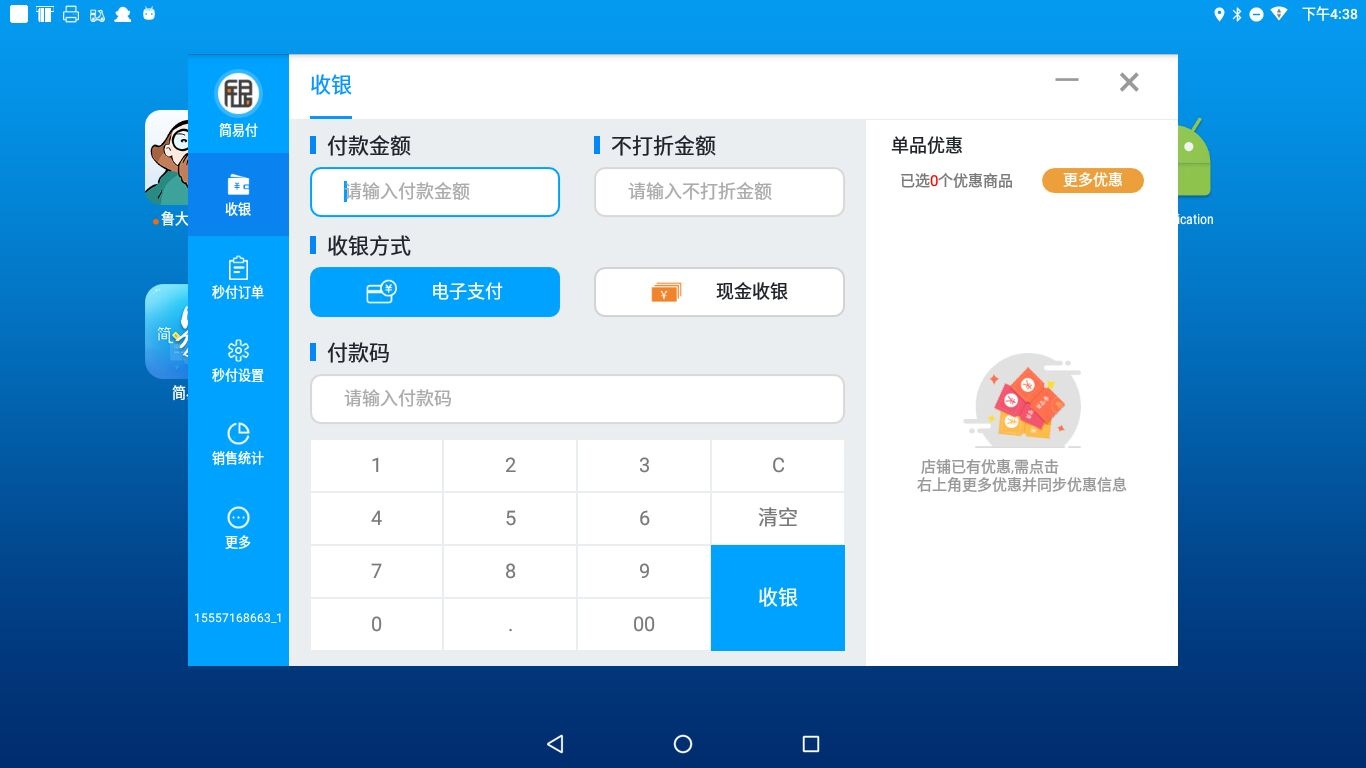 下午4:38
简易付
收银
秒付订单
秒付设置
销售统计
更多
15557168663_1
收银
付款金额
不打折金额
请输入付款金额
请输入不打折金额
收银方式
电子支付
现金收银
付款码
请输入付款码
1
2
3
C
4
5
6
清空
7
8
9
收银
0
.
00
单品优惠
已选0个优惠商品
更多优惠
店铺已有优惠,需点击
右上角更多优惠并同步优惠信息
鲁大
简
ication